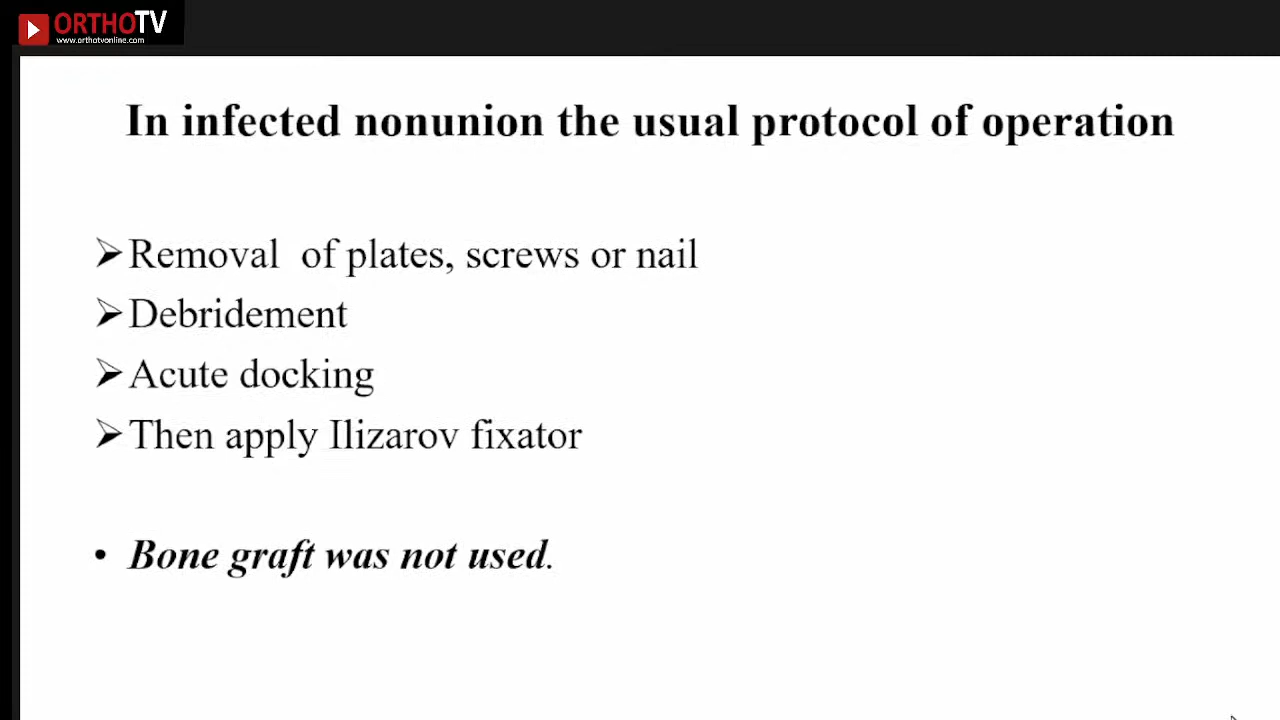 ORTHOTV
www.orthotvonline.com
In infected nonunion the usual protocol of operation
➢Removal of plates, screws or nail
➢Debridement
➢Acute docking
➢Then apply Ilizarov fixator
• Bone graft was not used.